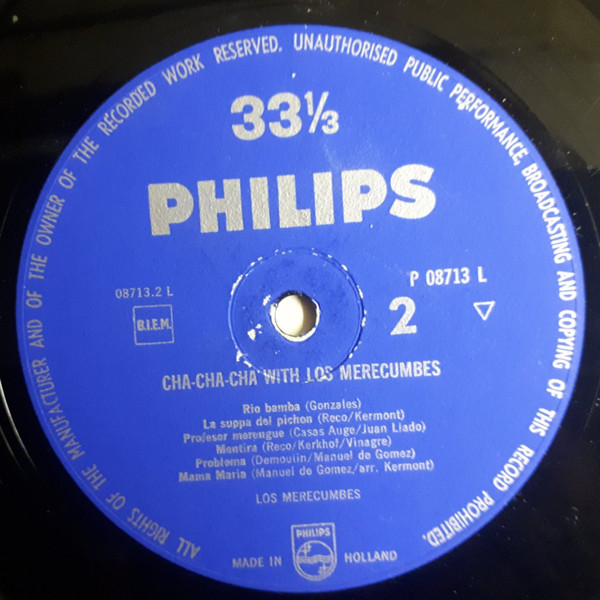 ALL RIGHTS OF THE MANUFACTURER AND OF THE OWNER OF THE RECORDED WORK RESERVED. UNAUTHORISED PUBLIC PERFORMANCE, BROADCASTING AND COPYING OF THIS RECORD PROHIBITED.
33⅓
PHILIPS
08713.2 L
P 08713 L
B.I.E.M.
2
CHA-CHA-CHA WITH LOS MERECUMBES
Rio bamba (Gonzales)
La suppa del pichon (Reco/Kermont)
Profesor merengue (Casas Auge/Juan Llado)
Mentira (Reco/Kerkhof/Vinagre)
Problema (Demoulin/Manuel de Gomez)
Mama Maria (Manuel de Gomez/arr. Kermont)
LOS MERECUMBES
PHILIPS
MADE IN HOLLAND